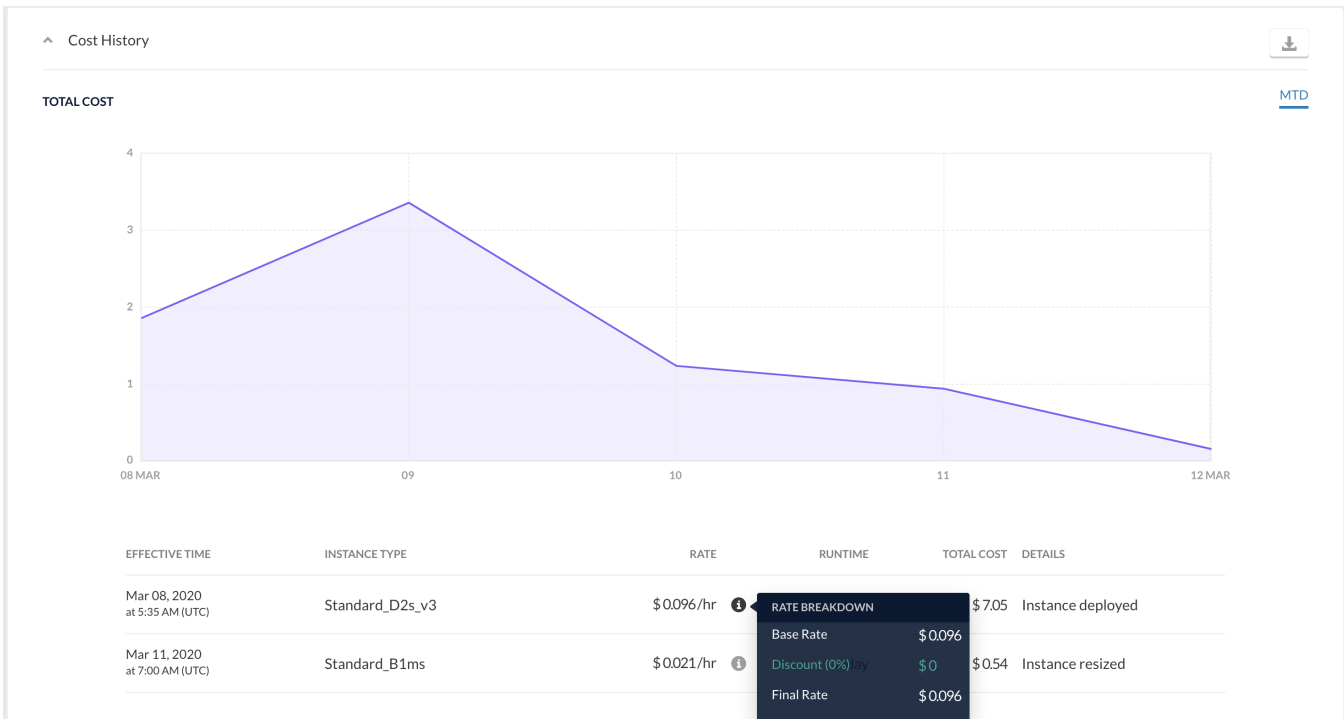 Cost History
TOTAL COST
MTD
4
3
2
1
0
08 MAR 09 10 11 12 MAR
EFFECTIVE TIME INSTANCE TYPE RATE RUNTIME TOTAL COST DETAILS
Mar 08, 2020
at 5:35 AM (UTC)
Standard_D2s_v3 $0.096/hr $7.05 Instance deployed
Mar 11, 2020
at 7:00 AM (UTC)
Standard_B1ms $0.021/hr $0.54 Instance resized
RATE BREAKDOWN
Base Rate $0.096
Discount (0%) $0
Final Rate $0.096